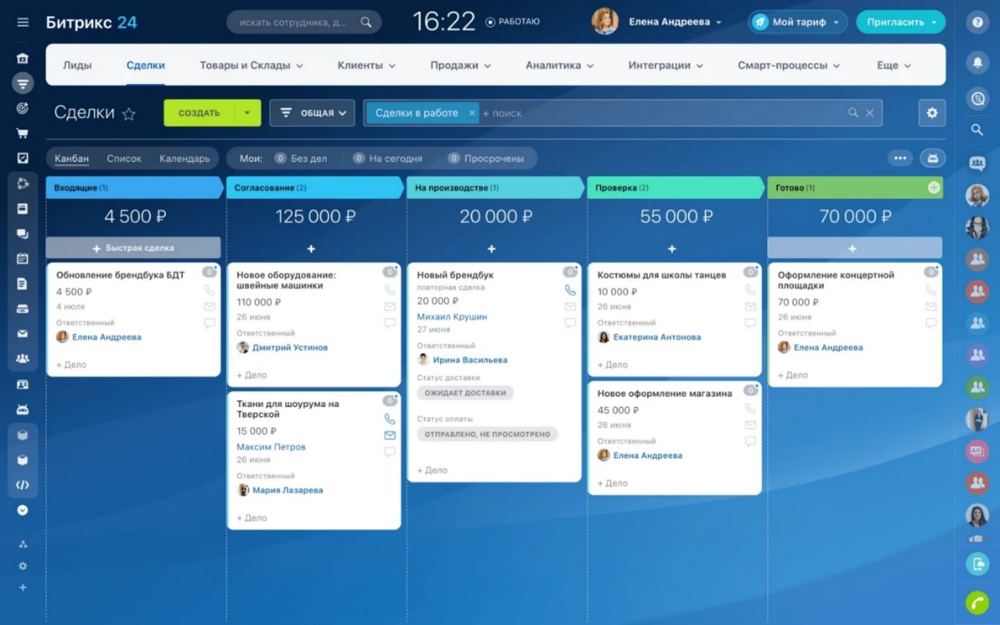 Битрикс 24
искать сотрудника, д...
16:22
РАБОТАЮ
Елена Андреева
Мой тариф
Пригласить
Лиды
Сделки
Товары и Склады
Клиенты
Продажи
Аналитика
Интеграции
Смарт-процессы
Еще
Сделки
СОЗДАТЬ
ОБЩАЯ
Сделки в работе ×
+ поиск
Канбан
Список
Календарь
Мои:
0 Без дел
0 На сегодня
0 Просрочены
Входящие (1)
4 500 ₽
+ Быстрая сделка
Обновление брендбука БДТ
0
4 500 ₽
4 июля
Ответственный
Елена Андреева
+ Дело
Согласование (2)
125 000 ₽
+
Новое оборудование:
швейные машинки
0
110 000 ₽
26 июня
Ответственный
Дмитрий Устинов
+ Дело
Ткани для шоурума на
Тверской
0
15 000 ₽
Максим Петров
26 июня
Ответственный
Мария Лазарева
+ Дело
На производстве (1)
20 000 ₽
+
Новый брендбук
0
повторная сделка
20 000 ₽
Михаил Крушин
27 июня
Ответственный
Ирина Васильева
Статус доставки
ОЖИДАЕТ ДОСТАВКИ
Статус оплаты
ОТПРАВЛЕНО, НЕ ПРОСМОТРЕНО
+ Дело
Проверка (2)
55 000 ₽
+
Костюмы для школы танцев
0
10 000 ₽
26 июня
Ответственный
Екатерина Антонова
+ Дело
Новое оформление магазина
0
45 000 ₽
26 июня
Ответственный
Елена Андреева
+ Дело
Готово (1)
70 000 ₽
+
Оформление концертной
площадки
0
70 000 ₽
26 июня
Ответственный
Елена Андреева
+ Дело